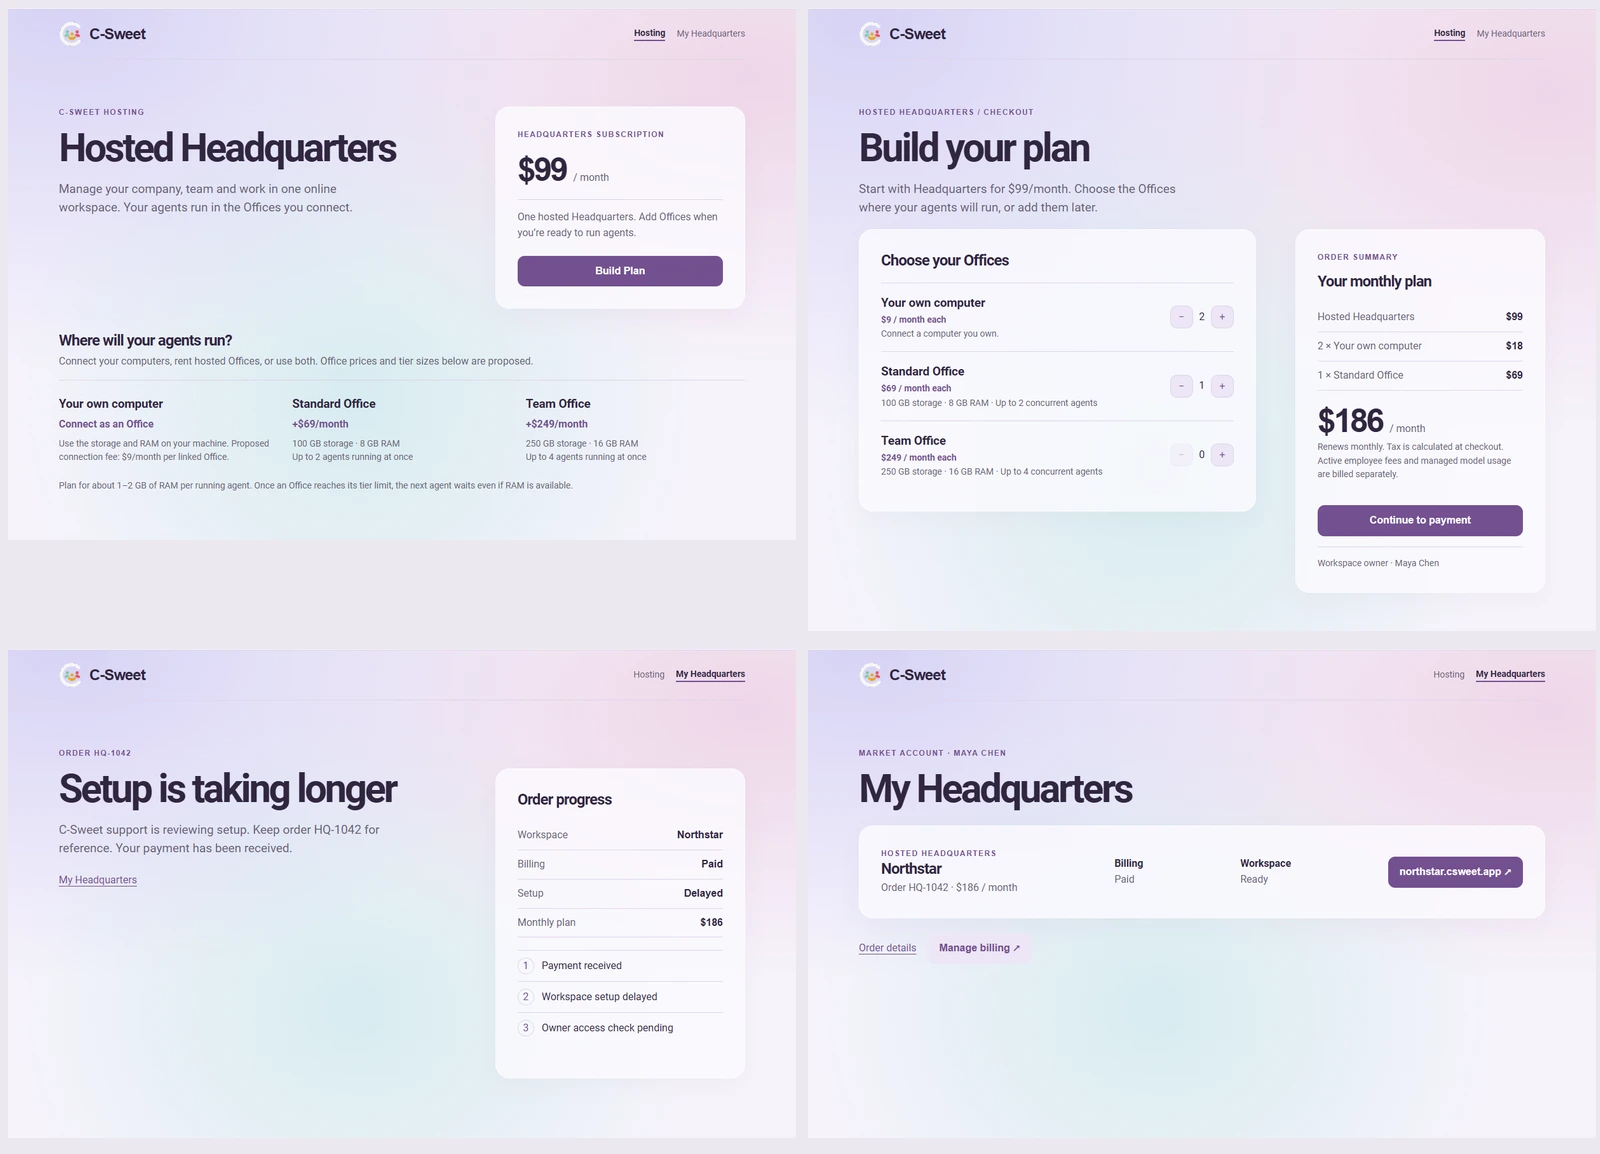 C-Sweet
Hosting
My Headquarters
C-SWEET HOSTING
Hosted Headquarters
Manage your company, team and work in one online
workspace. Your agents run in the Offices you connect.
HEADQUARTERS SUBSCRIPTION
$99 / month
One hosted Headquarters. Add Offices when
you're ready to run agents.
Build Plan
Where will your agents run?
Connect your computers, rent hosted Offices, or use both. Office prices and tier sizes below are proposed.
Your own computer
Connect as an Office
Use the storage and RAM on your machine. Proposed
connection fee: $9/month per linked Office.
Standard Office
+$69/month
100 GB storage · 8 GB RAM
Up to 2 agents running at once
Team Office
+$249/month
250 GB storage · 16 GB RAM
Up to 4 agents running at once
Plan for about 1–2 GB of RAM per running agent. Once an Office reaches its tier limit, the next agent waits even if RAM is available.
C-Sweet
Hosting
My Headquarters
HOSTED HEADQUARTERS / CHECKOUT
Build your plan
Start with Headquarters for $99/month. Choose the Offices
where your agents will run, or add them later.
Choose your Offices
Your own computer
$9 / month each
Connect a computer you own.
− 2 +
Standard Office
$69 / month each
100 GB storage · 8 GB RAM · Up to 2 concurrent agents
− 1 +
Team Office
$249 / month each
250 GB storage · 16 GB RAM · Up to 4 concurrent agents
− 0 +
ORDER SUMMARY
Your monthly plan
Hosted Headquarters $99
2 × Your own computer $18
1 × Standard Office $69
$186 / month
Renews monthly. Tax is calculated at checkout.
Active employee fees and managed model usage
are billed separately.
Continue to payment
Workspace owner · Maya Chen
C-Sweet
Hosting
My Headquarters
ORDER HQ-1042
Setup is taking longer
C-Sweet support is reviewing setup. Keep order HQ-1042 for
reference. Your payment has been received.
My Headquarters
Order progress
Workspace Northstar
Billing Paid
Setup Delayed
Monthly plan $186
1 Payment received
2 Workspace setup delayed
3 Owner access check pending
C-Sweet
Hosting
My Headquarters
MARKET ACCOUNT · MAYA CHEN
My Headquarters
HOSTED HEADQUARTERS
Northstar
Order HQ-1042 · $186 / month
Billing
Paid
Workspace
Ready
northstar.csweet.app ↗
Order details
Manage billing ↗